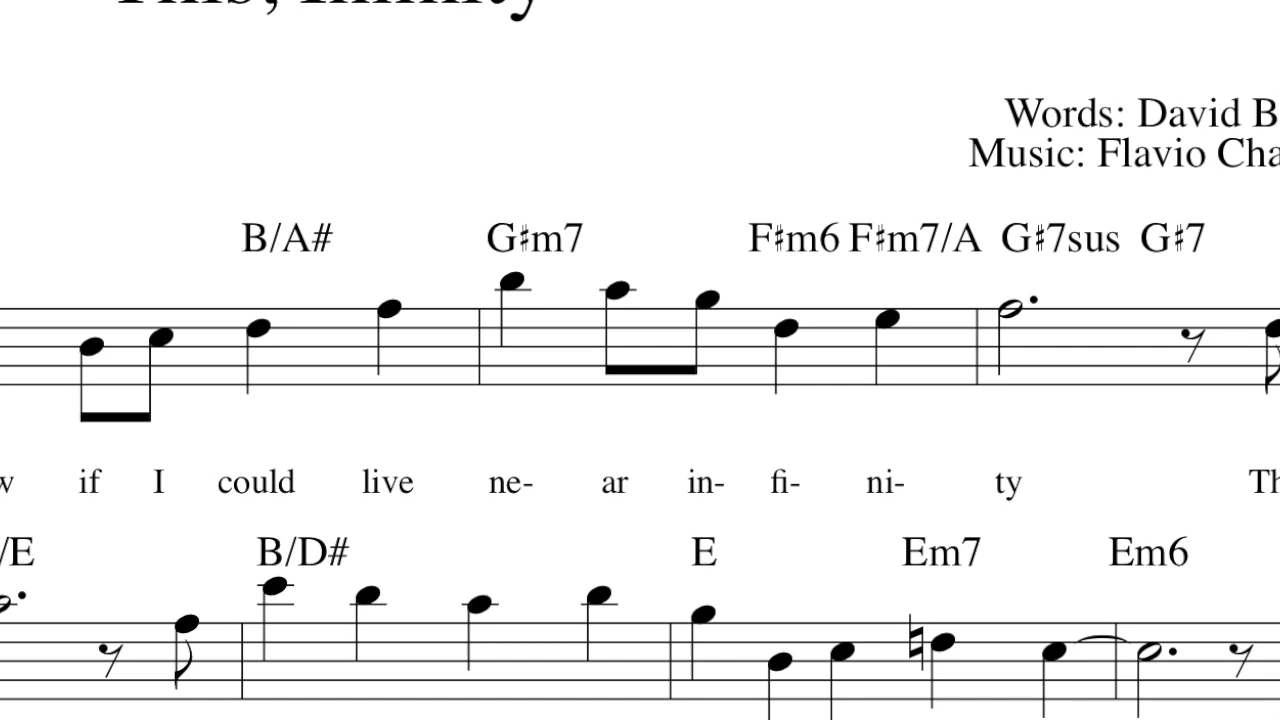 Words: David B
Music: Flavio Cha
B/A# G♯m7 F♯m6 F♯m7/A G♯7sus G♯7
w if I could live ne- ar in- fi- ni- ty Th
/E B/D# E Em7 Em6